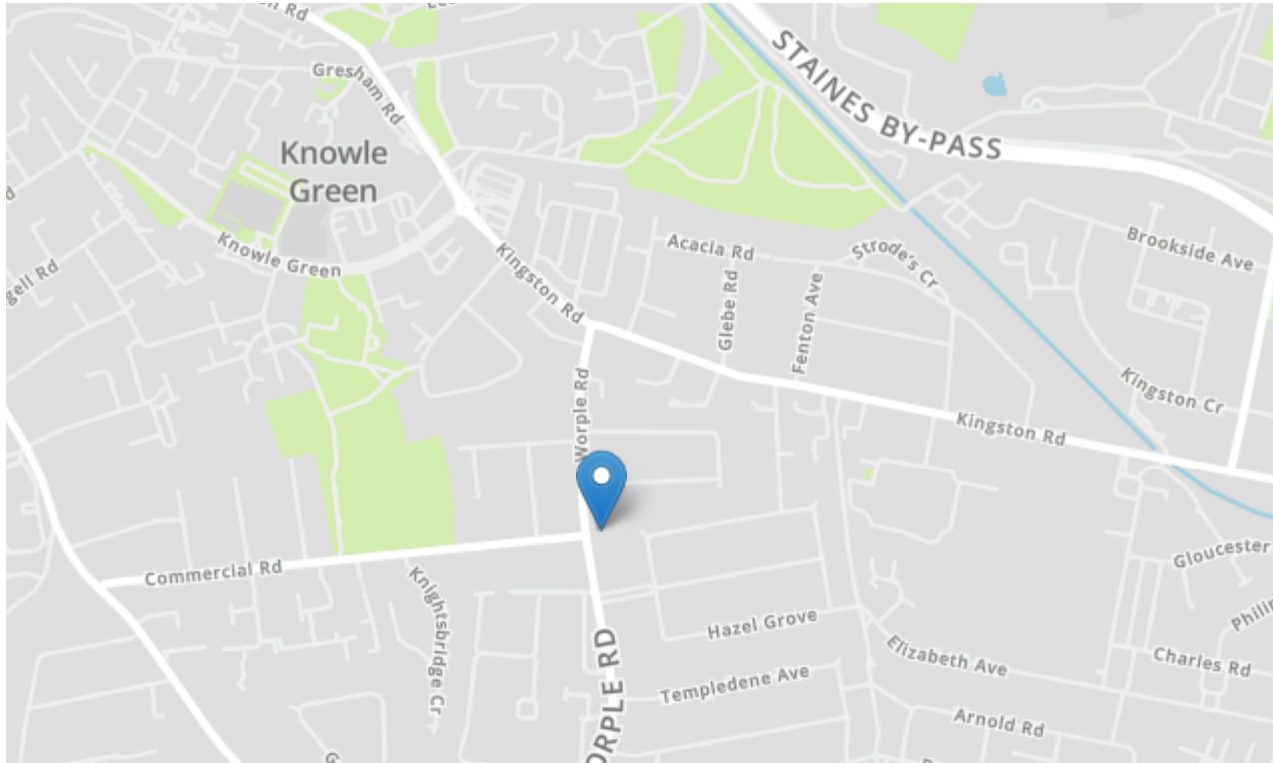 Gresham Rd
STAINES BY-PASS
Knowle
Green
Knowle Green
Kingston Rd
Acacia Rd
Strode's Cr
Brookside Ave
Glebe Rd
Fenton Ave
Worple Rd
Kingston Cr
Kingston Rd
Commercial Rd
Knightsbridge Cr
Gloucester
Hazel Grove
Elizabeth Ave
Charles Rd
Templedene Ave
Arnold Rd
ORPLE RD